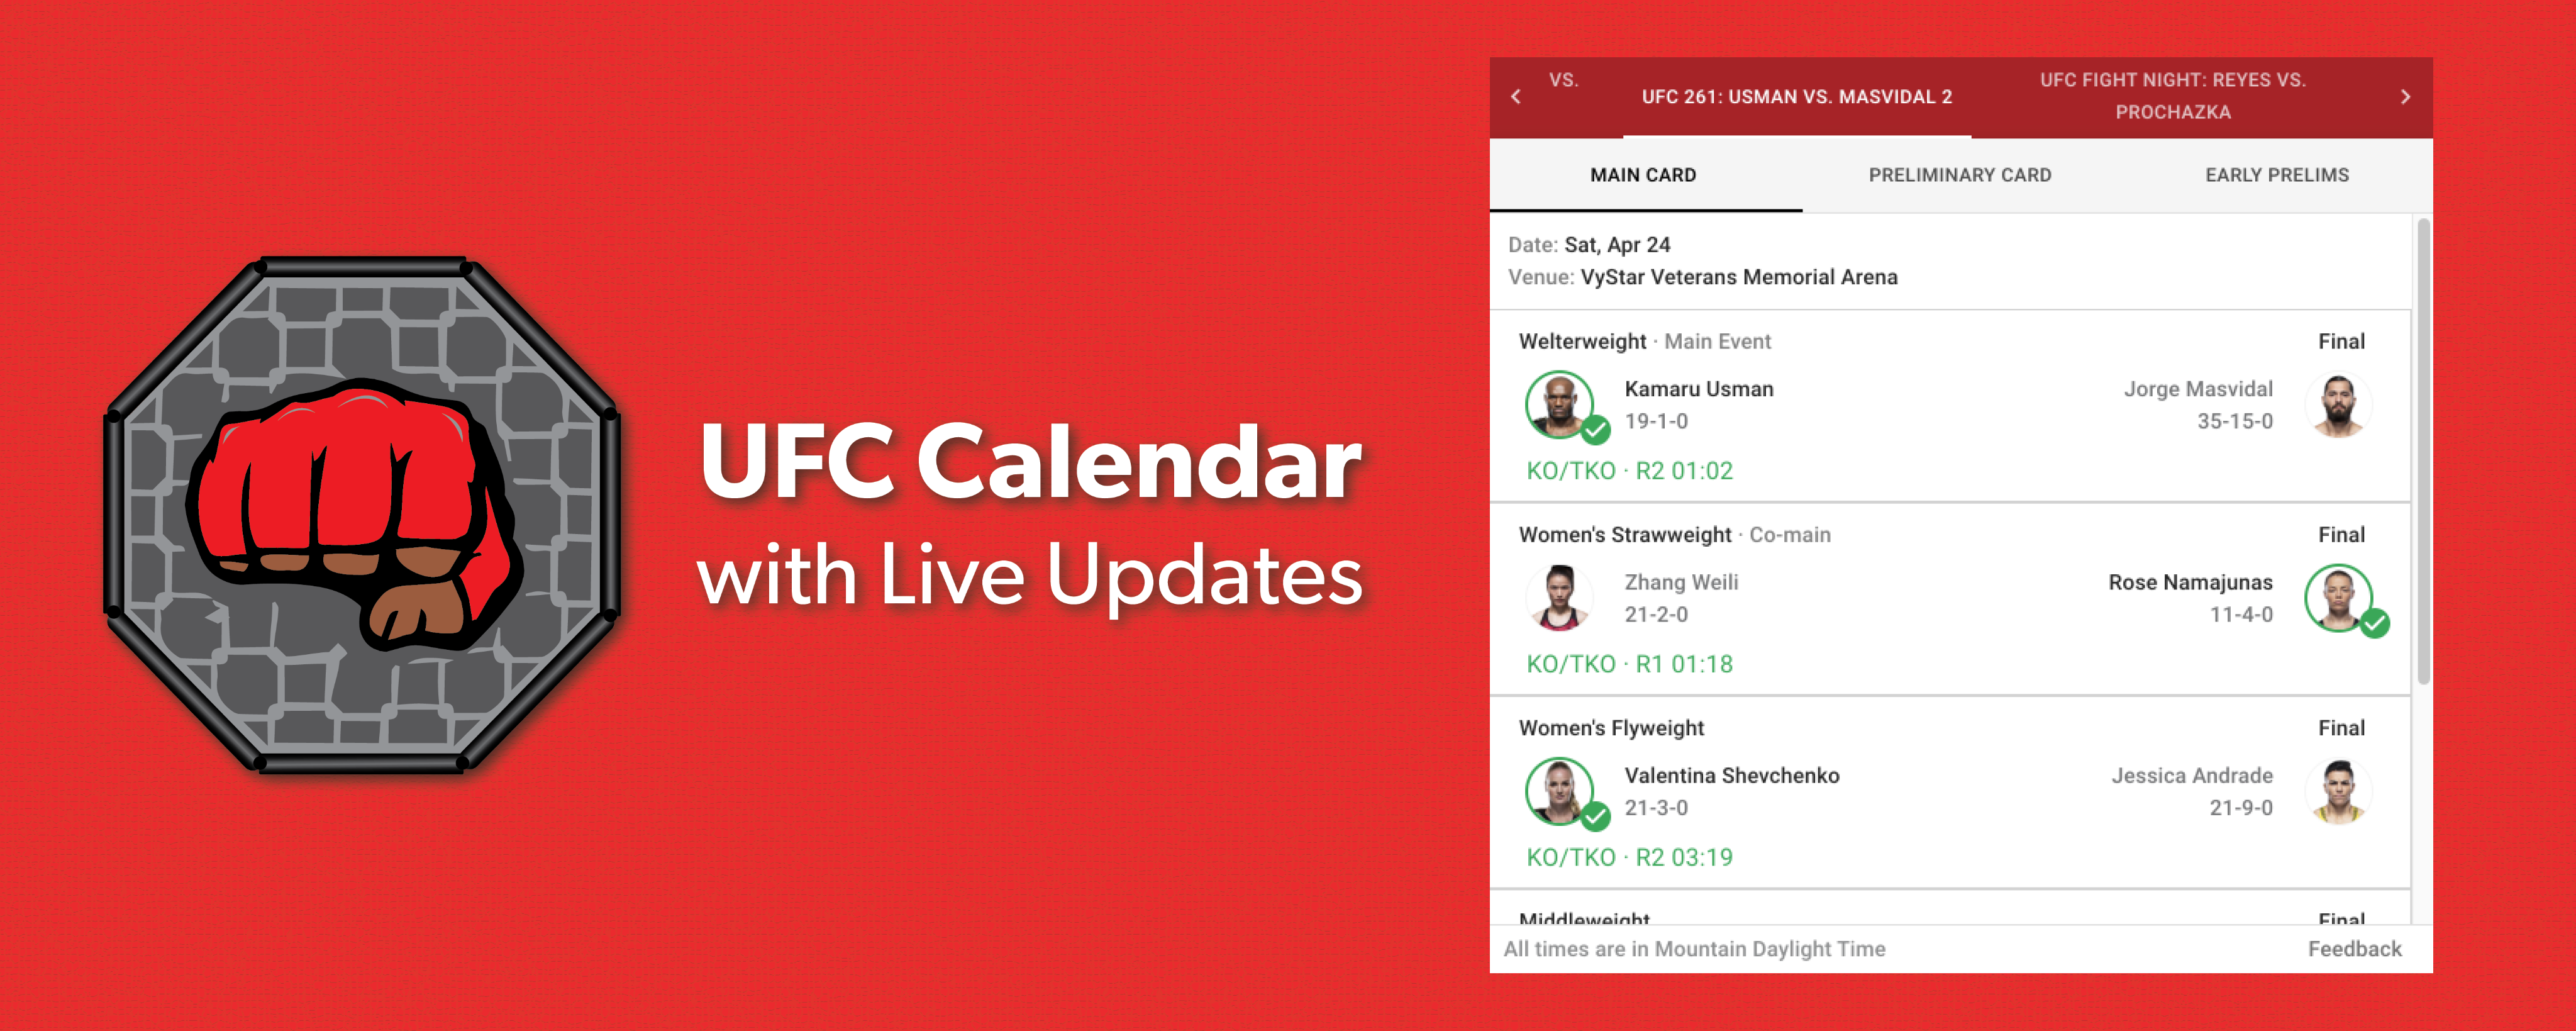 UFC Calendar
with Live Updates
VS.
UFC 261: USMAN VS. MASVIDAL 2
UFC FIGHT NIGHT: REYES VS.
PROCHAZKA
MAIN CARD
PRELIMINARY CARD
EARLY PRELIMS
Date: Sat, Apr 24
Venue: VyStar Veterans Memorial Arena
Welterweight · Main Event
Final
Kamaru Usman
19-1-0
Jorge Masvidal
35-15-0
KO/TKO · R2 01:02
Women's Strawweight · Co-main
Final
Zhang Weili
21-2-0
Rose Namajunas
11-4-0
KO/TKO · R1 01:18
Women's Flyweight
Final
Valentina Shevchenko
21-3-0
Jessica Andrade
21-9-0
KO/TKO · R2 03:19
Middleweight
Final
All times are in Mountain Daylight Time
Feedback